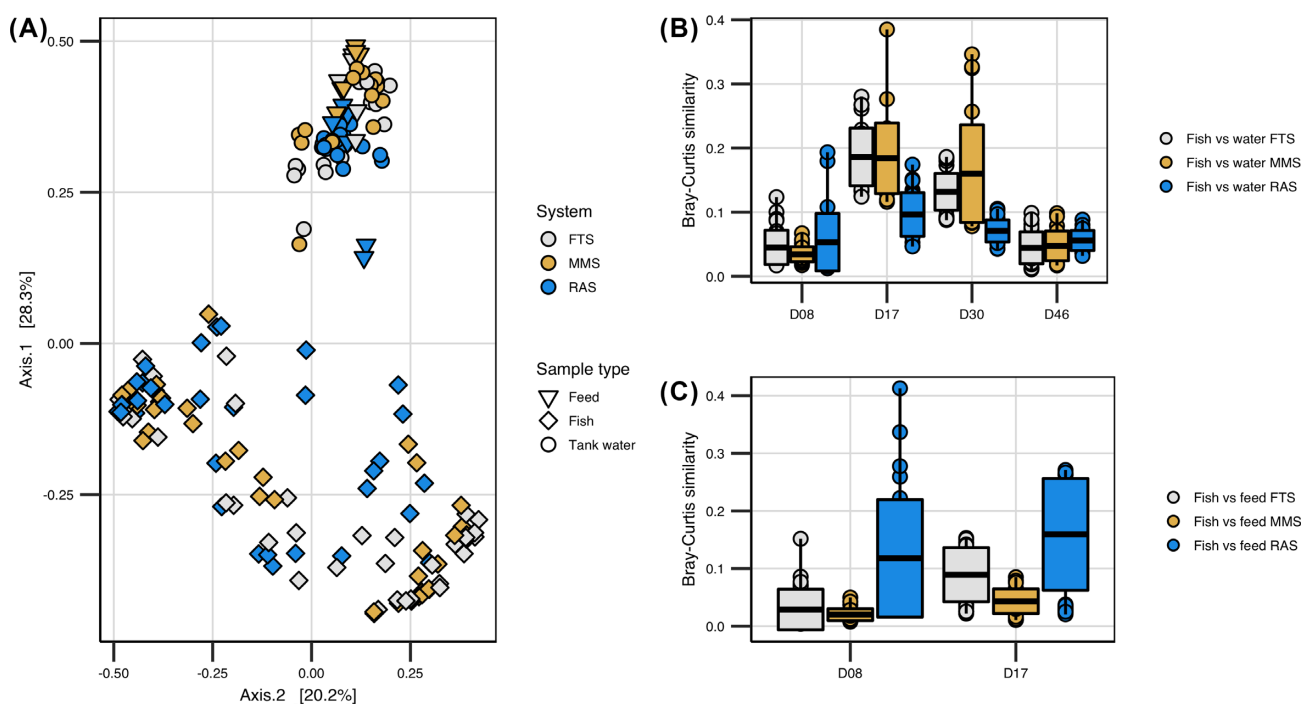 (A)
0.50
0.25
0.00
-0.25
Axis.1 [28.3%]
-0.50
-0.25
0.00
0.25
Axis.2 [20.2%]
System
FTS
MMS
RAS
Sample type
Feed
Fish
Tank water
(B)
0.4
0.3
0.2
0.1
0.0
Bray-Curtis similarity
D08
D17
D30
D46
Fish vs water FTS
Fish vs water MMS
Fish vs water RAS
(C)
0.4
0.3
0.2
0.1
0.0
Bray-Curtis similarity
D08
D17
Fish vs feed FTS
Fish vs feed MMS
Fish vs feed RAS